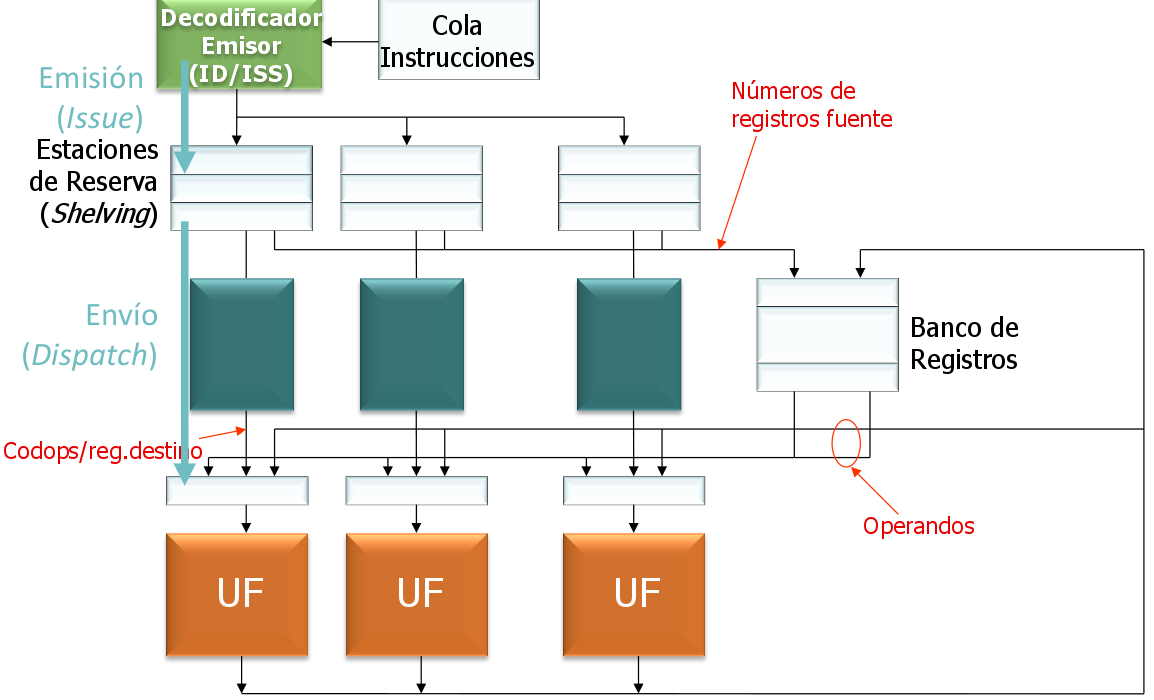 Decodificador
Emisor
(ID/ISS)
Cola
Instrucciones
Emisión
(Issue)
Números de
registros fuente
Estaciones
de Reserva
(Shelving)
Envío
(Dispatch)
Banco de
Registros
Codops/reg.destino
Operandos
UF
UF
UF